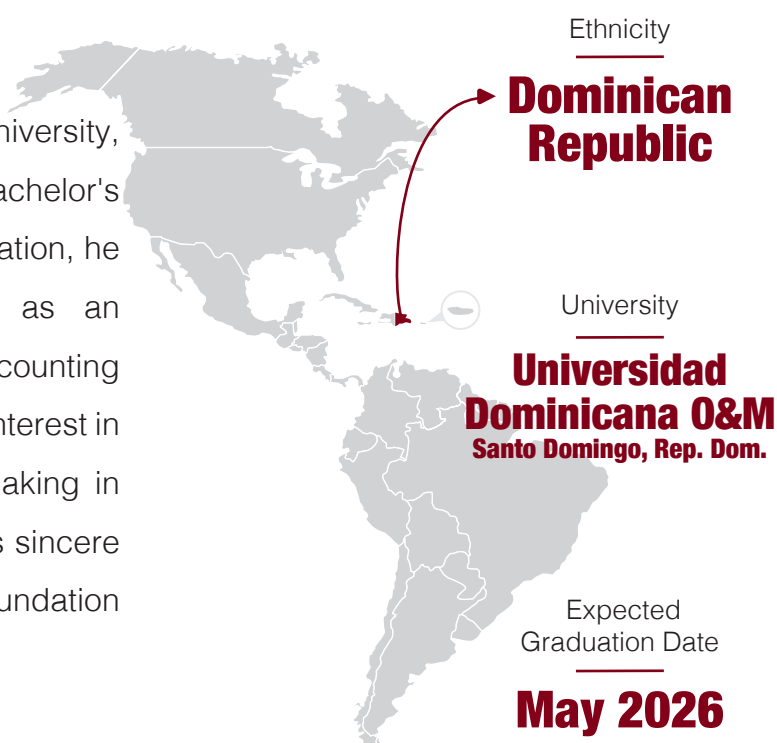 niversity,
achelor's
ation, he
as an
counting
nterest in
aking in
s sincere
undation
Ethnicity
Dominican
Republic
University
Universidad
Dominicana O&M
Santo Domingo, Rep. Dom.
Expected
Graduation Date
May 2026